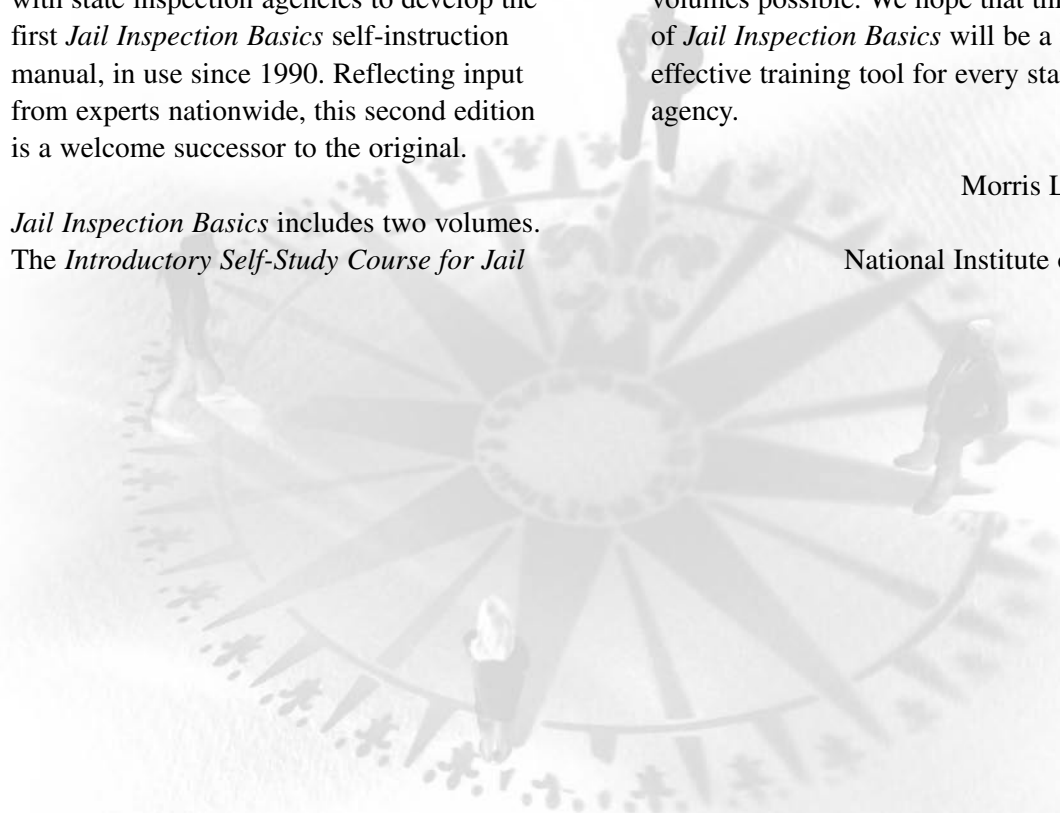 with state inspection agencies to develop the
first Jail Inspection Basics self-instruction
manual, in use since 1990. Reflecting input
from experts nationwide, this second edition
is a welcome successor to the original.
Jail Inspection Basics includes two volumes.
The Introductory Self-Study Course for Jail
volumes possible. We hope that
of Jail Inspection Basics will be a
effective training tool for every
agency.
Morris
National Institute